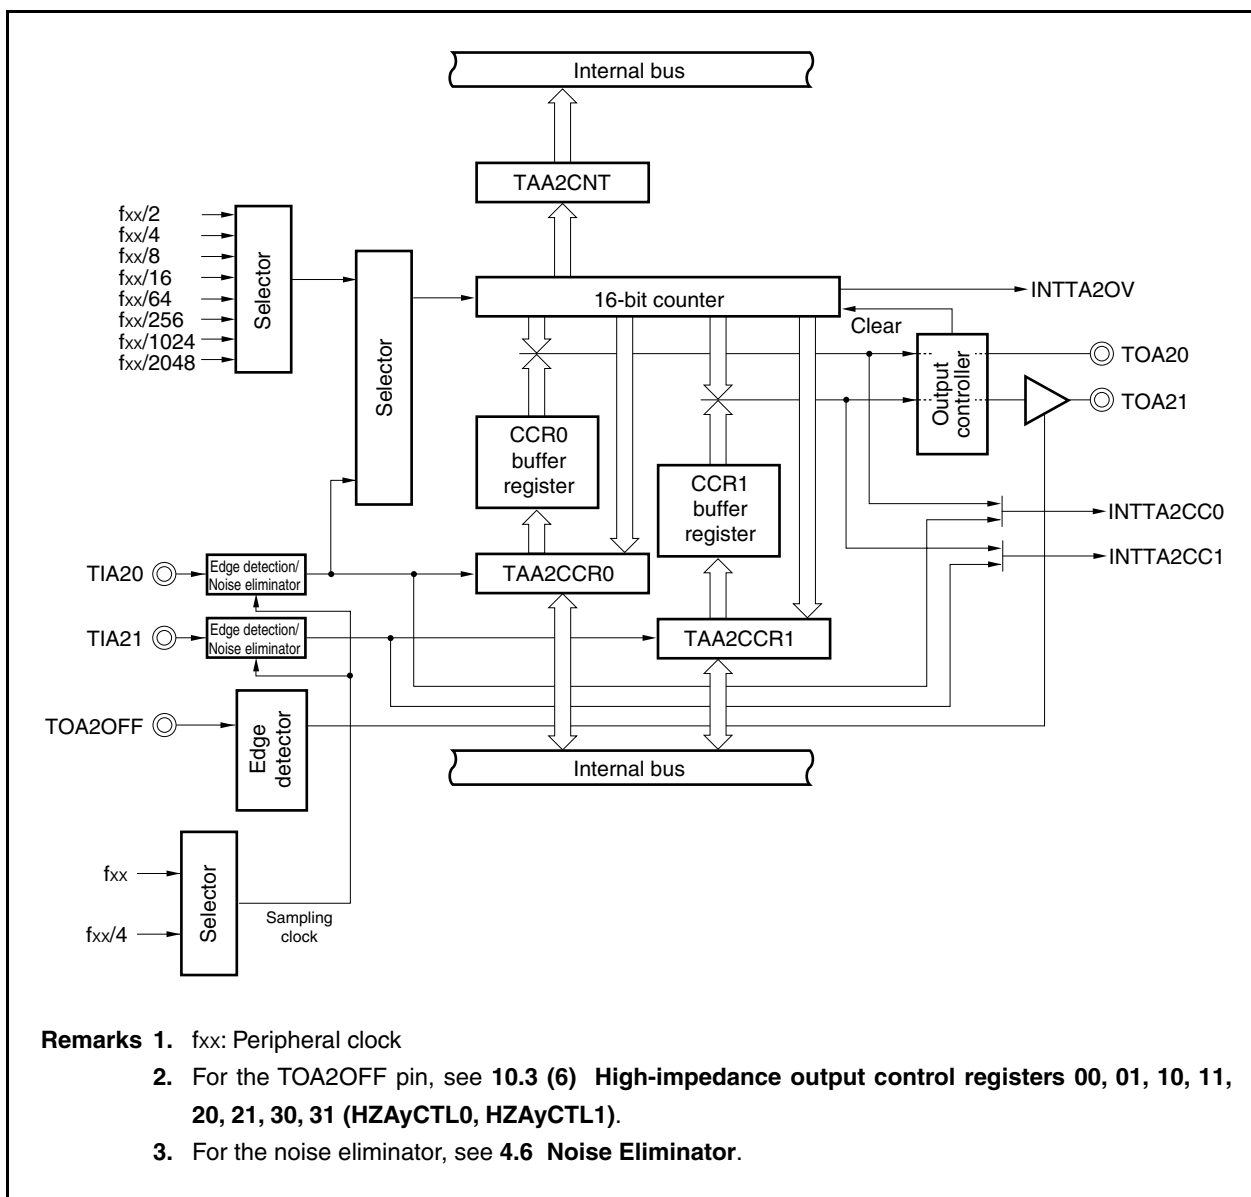 Internal bus
TAA2CNT
fxx/2
fxx/4
fxx/8
fxx/16
fxx/64
fxx/256
fxx/1024
fxx/2048
Selector
Selector
16-bit counter
INTTA2OV
Clear
Output
controller
TOA20
TOA21
CCR0
buffer
register
CCR1
buffer
register
INTTA2CC0
INTTA2CC1
TIA20
Edge detection/
Noise eliminator
TAA2CCR0
TIA21
Edge detection/
Noise eliminator
TAA2CCR1
TOA2OFF
Edge
detector
Internal bus
fxx
fxx/4
Selector
Sampling
clock
Remarks 1. fxx: Peripheral clock
2. For the TOA2OFF pin, see 10.3 (6) High-impedance output control registers 00, 01, 10, 11,
20, 21, 30, 31 (HZAyCTL0, HZAyCTL1).
3. For the noise eliminator, see 4.6 Noise Eliminator.